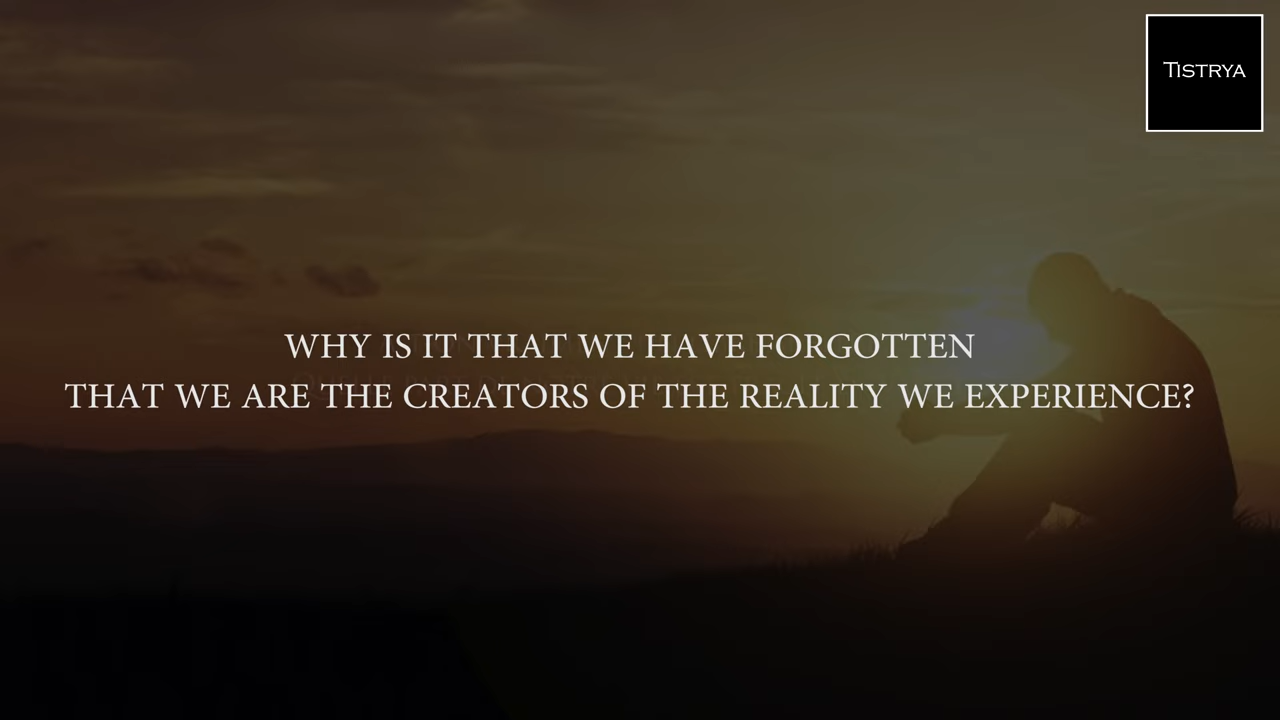 TISTRYA
WHY IS IT THAT WE HAVE FORGOTTEN
THAT WE ARE THE CREATORS OF THE REALITY WE EXPERIENCE?